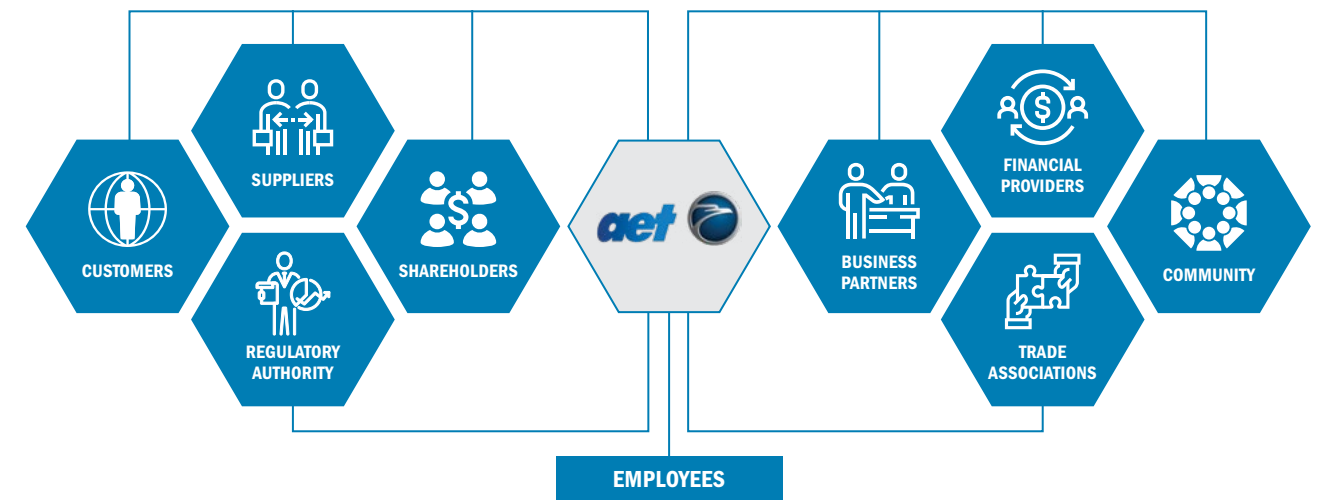 SUPPLIERS
CUSTOMERS
SHAREHOLDERS
REGULATORY
AUTHORITY
aet
FINANCIAL
PROVIDERS
BUSINESS
PARTNERS
COMMUNITY
TRADE
ASSOCIATIONS
EMPLOYEES